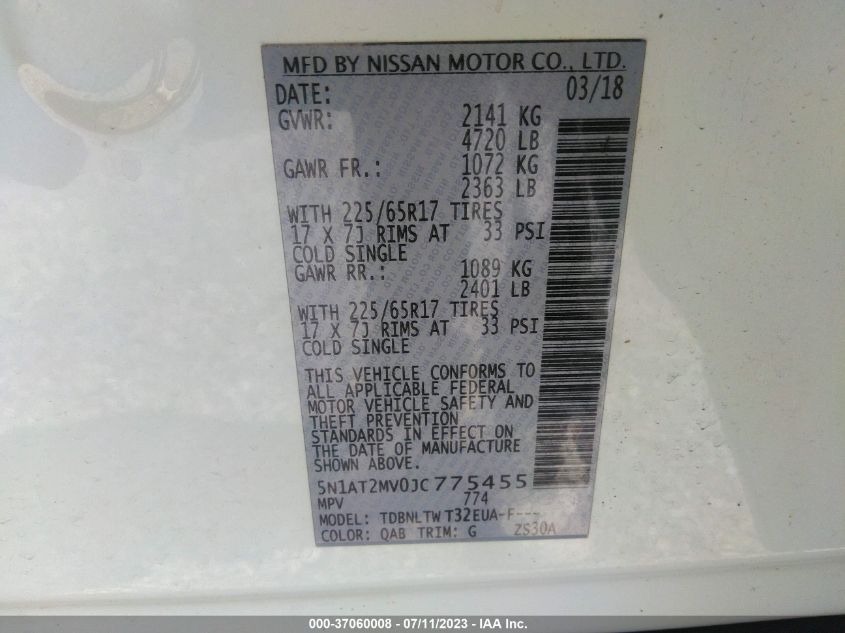 MFD BY NISSAN MOTOR CO., LTD.
DATE: 03/18
GVWR: 2141 KG
4720 LB
GAWR FR.: 1072 KG
2363 LB
WITH 225/65R17 TIRES
17 X 7J RIMS AT 33 PSI
COLD SINGLE
GAWR RR.: 1089 KG
2401 LB
WITH 225/65R17 TIRES
17 X 7J RIMS AT 33 PSI
COLD SINGLE
THIS VEHICLE CONFORMS TO
ALL APPLICABLE FEDERAL
MOTOR VEHICLE SAFETY AND
THEFT PREVENTION
STANDARDS IN EFFECT ON
THE DATE OF MANUFACTURE
SHOWN ABOVE.
5N1AT2MV0JC775455
MPV 774
MODEL: TDBNLTW T32EUA-F---
COLOR: QAB TRIM: G ZS30A
000-37060008 - 07/11/2023 - IAA Inc.